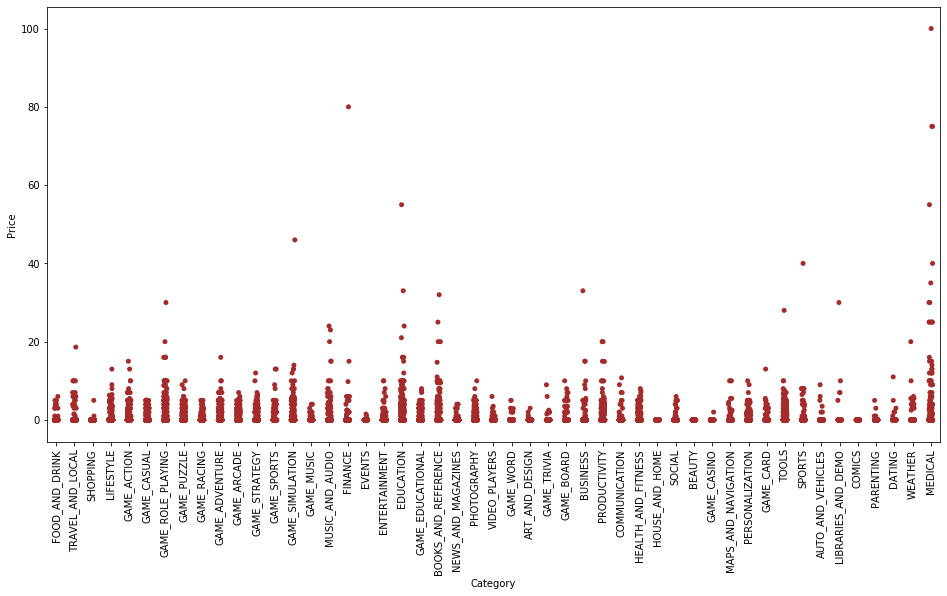 100
80
60
40
20
0
Price
FOOD_AND_DRINK
TRAVEL_AND_LOCAL
SHOPPING
LIFESTYLE
GAME_ACTION
GAME_CASUAL
GAME_ROLE_PLAYING
GAME_PUZZLE
GAME_RACING
GAME_ADVENTURE
GAME_ARCADE
GAME_STRATEGY
GAME_SPORTS
GAME_SIMULATION
GAME_MUSIC
MUSIC_AND_AUDIO
FINANCE
EVENTS
ENTERTAINMENT
EDUCATION
GAME_EDUCATIONAL
BOOKS_AND_REFERENCE
NEWS_AND_MAGAZINES
PHOTOGRAPHY
VIDEO_PLAYERS
GAME_WORD
ART_AND_DESIGN
GAME_TRIVIA
GAME_BOARD
BUSINESS
PRODUCTIVITY
COMMUNICATION
HEALTH_AND_FITNESS
HOUSE_AND_HOME
SOCIAL
BEAUTY
GAME_CASINO
MAPS_AND_NAVIGATION
PERSONALIZATION
GAME_CARD
TOOLS
SPORTS
AUTO_AND_VEHICLES
LIBRARIES_AND_DEMO
COMICS
PARENTING
DATING
WEATHER
MEDICAL
Category